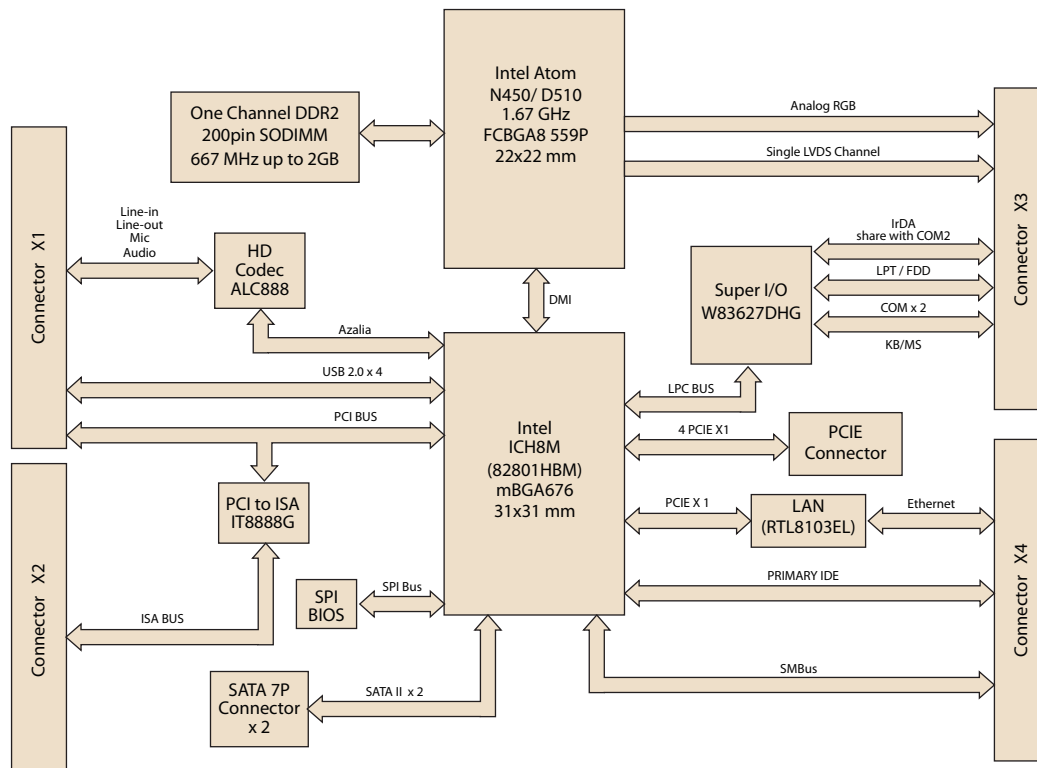 Intel Atom
N450/ D510
1.67 GHz
FCBGA8 559P
22x22 mm
One Channel DDR2
200pin SODIMM
667 MHz up to 2GB
Analog RGB
Single LVDS Channel
Connector X1
Line-in
Line-out
Mic
Audio
HD
Codec
ALC888
Azalia
DMI
Super I/O
W83627DHG
IrDA
share with COM2
LPT / FDD
COM x 2
KB/MS
Connector X3
USB 2.0 x 4
PCI BUS
LPC BUS
Intel
ICH8M
(82801HBM)
mBGA676
31x31 mm
4 PCIE X1
PCIE
Connector
PCI to ISA
IT8888G
PCIE X 1
LAN
(RTL8103EL)
Ethernet
Connector X2
SPI
BIOS
SPI Bus
PRIMARY IDE
Connector X4
ISA BUS
SMBus
SATA 7P
Connector
x 2
SATA II x 2